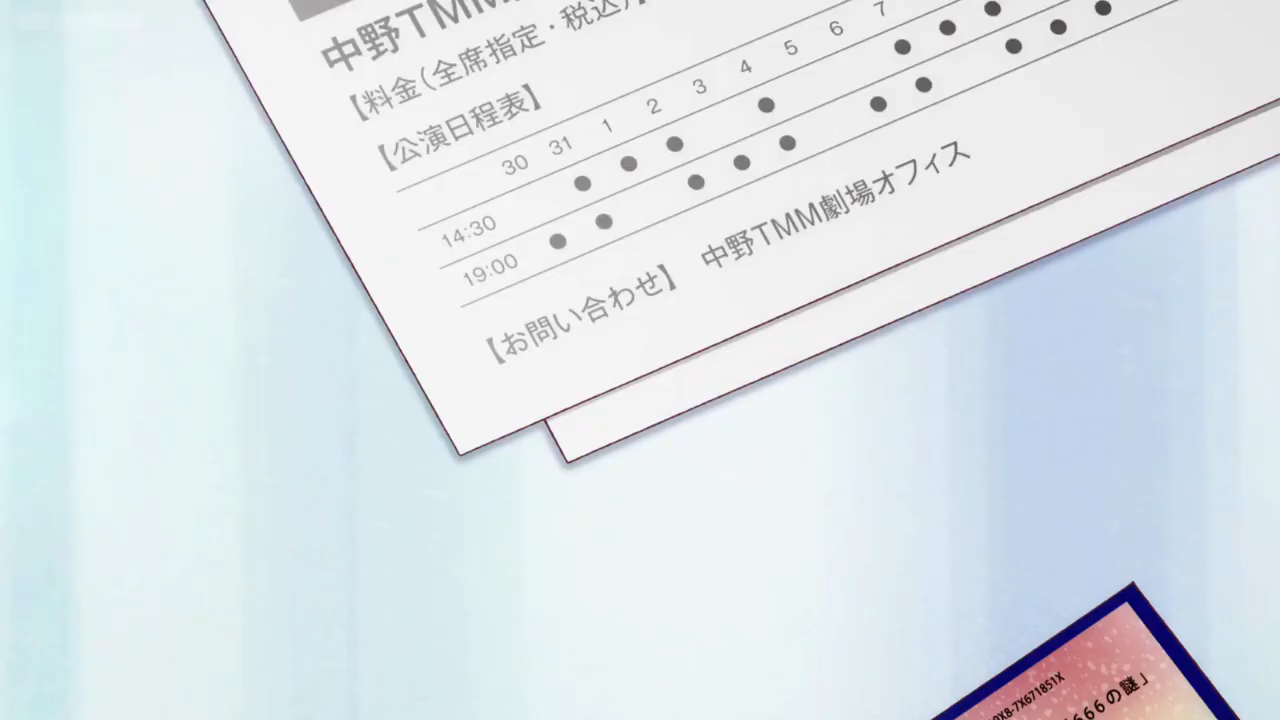 中野TMM
【料金（全席指定・税込）】
【公演日程表】
30 31 1 2 3 4 5 6 7
14:30 ● ● ● ● ● ● ●
19:00 ● ● ● ● ● ● ● ● ● ●
【お問い合わせ】 中野TMM劇場オフィス
9X8-7X671851X
666の謎」